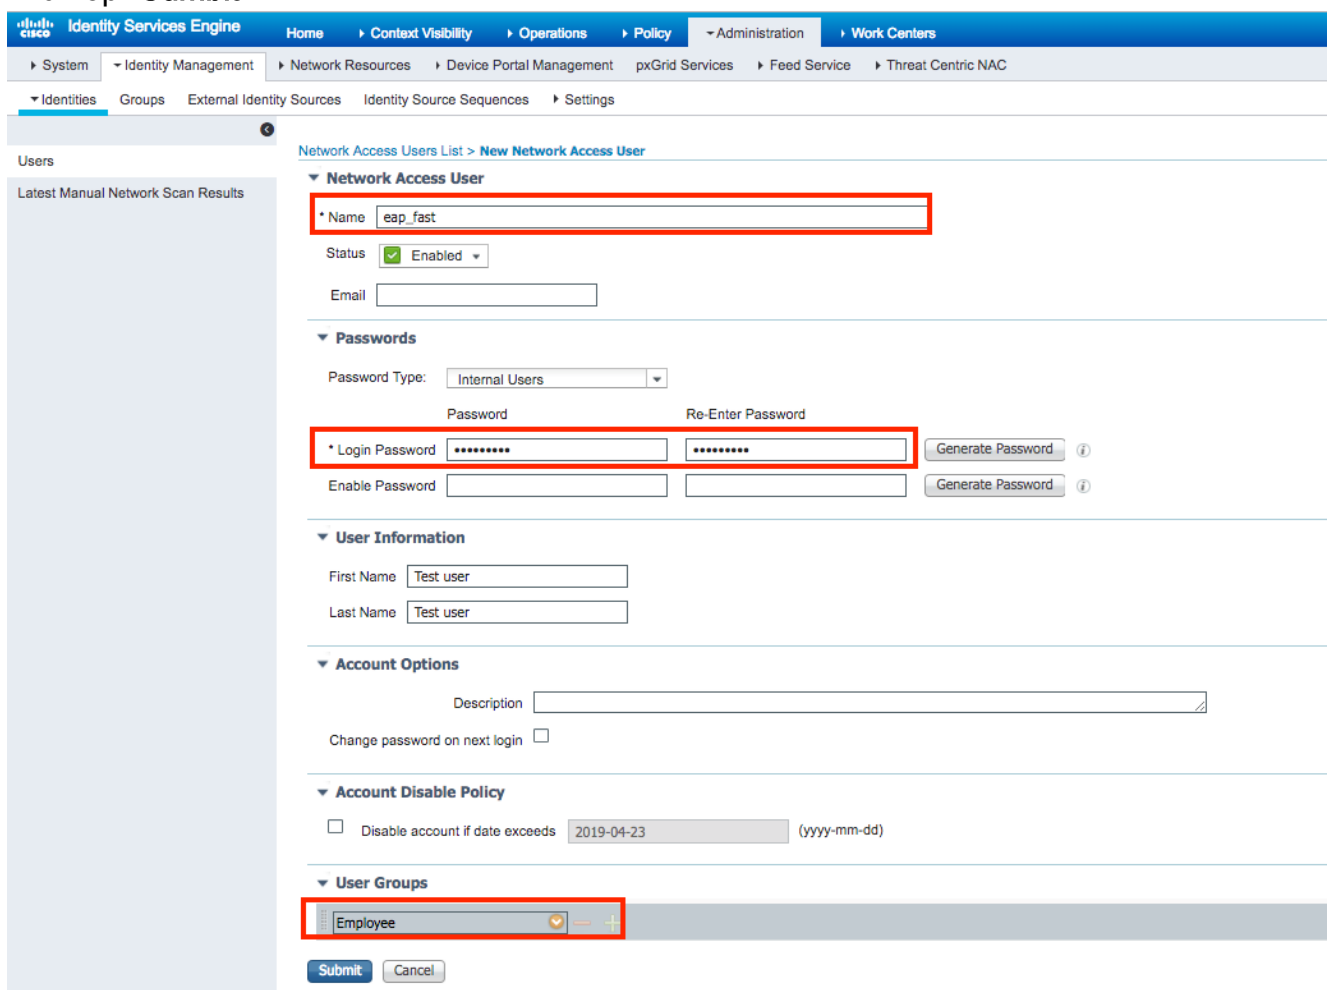 cisco Identity Services Engine Home Context Visibility Operations Policy Administration Work Centers
System Identity Management Network Resources Device Portal Management pxGrid Services Feed Service Threat Centric NAC
Identities Groups External Identity Sources Identity Source Sequences Settings
Users
Latest Manual Network Scan Results
Network Access Users List > New Network Access User
Network Access User
* Name eap_fast
Status Enabled
Email
Passwords
Password Type: Internal Users
Password Re-Enter Password
* Login Password ••••••••• ••••••••• Generate Password i
Enable Password Generate Password i
User Information
First Name Test user
Last Name Test user
Account Options
Description
Change password on next login
Account Disable Policy
Disable account if date exceeds 2019-04-23 (yyyy-mm-dd)
User Groups
Employee
Submit Cancel